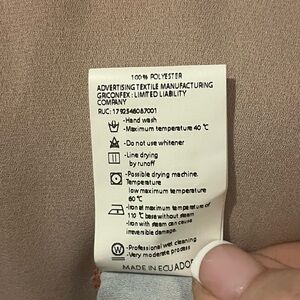 100% POLYESTER
ADVERTISING TEXTILE MANUFACTURING
GRICONFEX : LIMITED LIABILITY
COMPANY
RUC: 1792546087001
-Hand wash
-Maximum temperature 40 °C
-Do not use whitener
-Line drying
by runoff
-Possible drying machine.
Temperature
low maximum temperature
60 °C
-Iron at maximum temperature of
110 °C base without steam
-Iron with steam can cause
irreversible damage.
W
-Professional wet cleaning
-Very moderate process
MADE IN ECUADOR